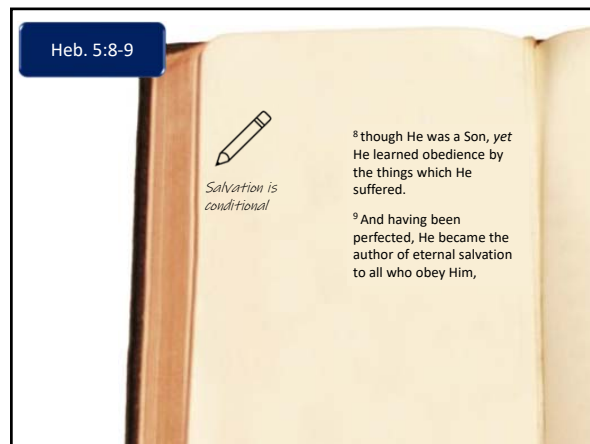 Heb. 5:8-9
Salvation is
conditional
8 though He was a Son, yet
He learned obedience by
the things which He
suffered.
9 And having been
perfected, He became the
author of eternal salvation
to all who obey Him,